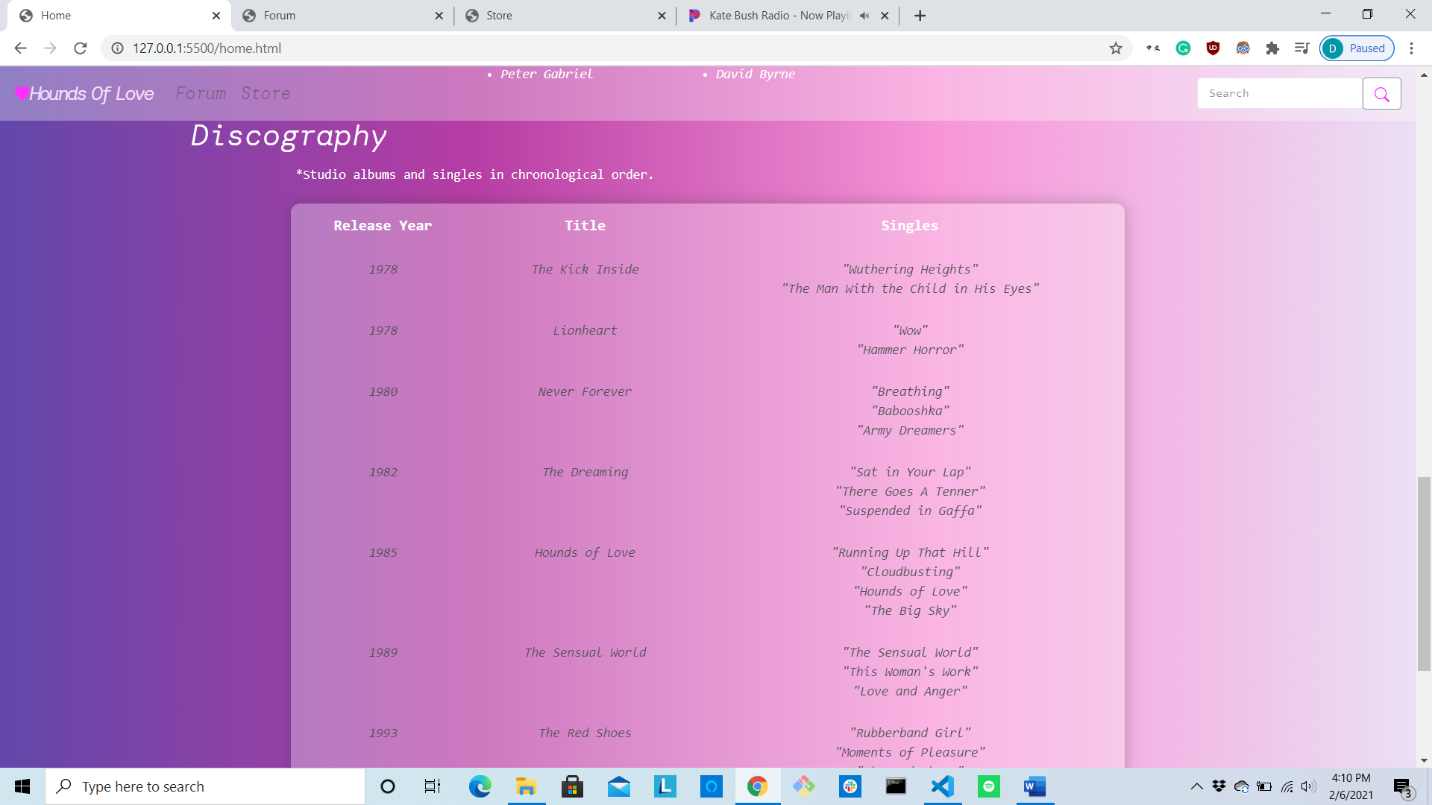 Home
Forum
Store
Kate Bush Radio - Now Playin
127.0.0.1:5500/home.html
D Paused
• Peter Gabriel • David Byrne
Hounds Of Love Forum Store Search
Discography
*Studio albums and singles in chronological order.
Release Year Title Singles
1978 The Kick Inside "Wuthering Heights"
"The Man With the Child in His Eyes"
1978 Lionheart "Wow"
"Hammer Horror"
1980 Never Forever "Breathing"
"Babooshka"
"Army Dreamers"
1982 The Dreaming "Sat in Your Lap"
"There Goes A Tenner"
"Suspended in Gaffa"
1985 Hounds of Love "Running Up That Hill"
"Cloudbusting"
"Hounds of Love"
"The Big Sky"
1989 The Sensual World "The Sensual World"
"This Woman's Work"
"Love and Anger"
1993 The Red Shoes "Rubberband Girl"
"Moments of Pleasure"
Type here to search
4:10 PM
2/6/2021
3